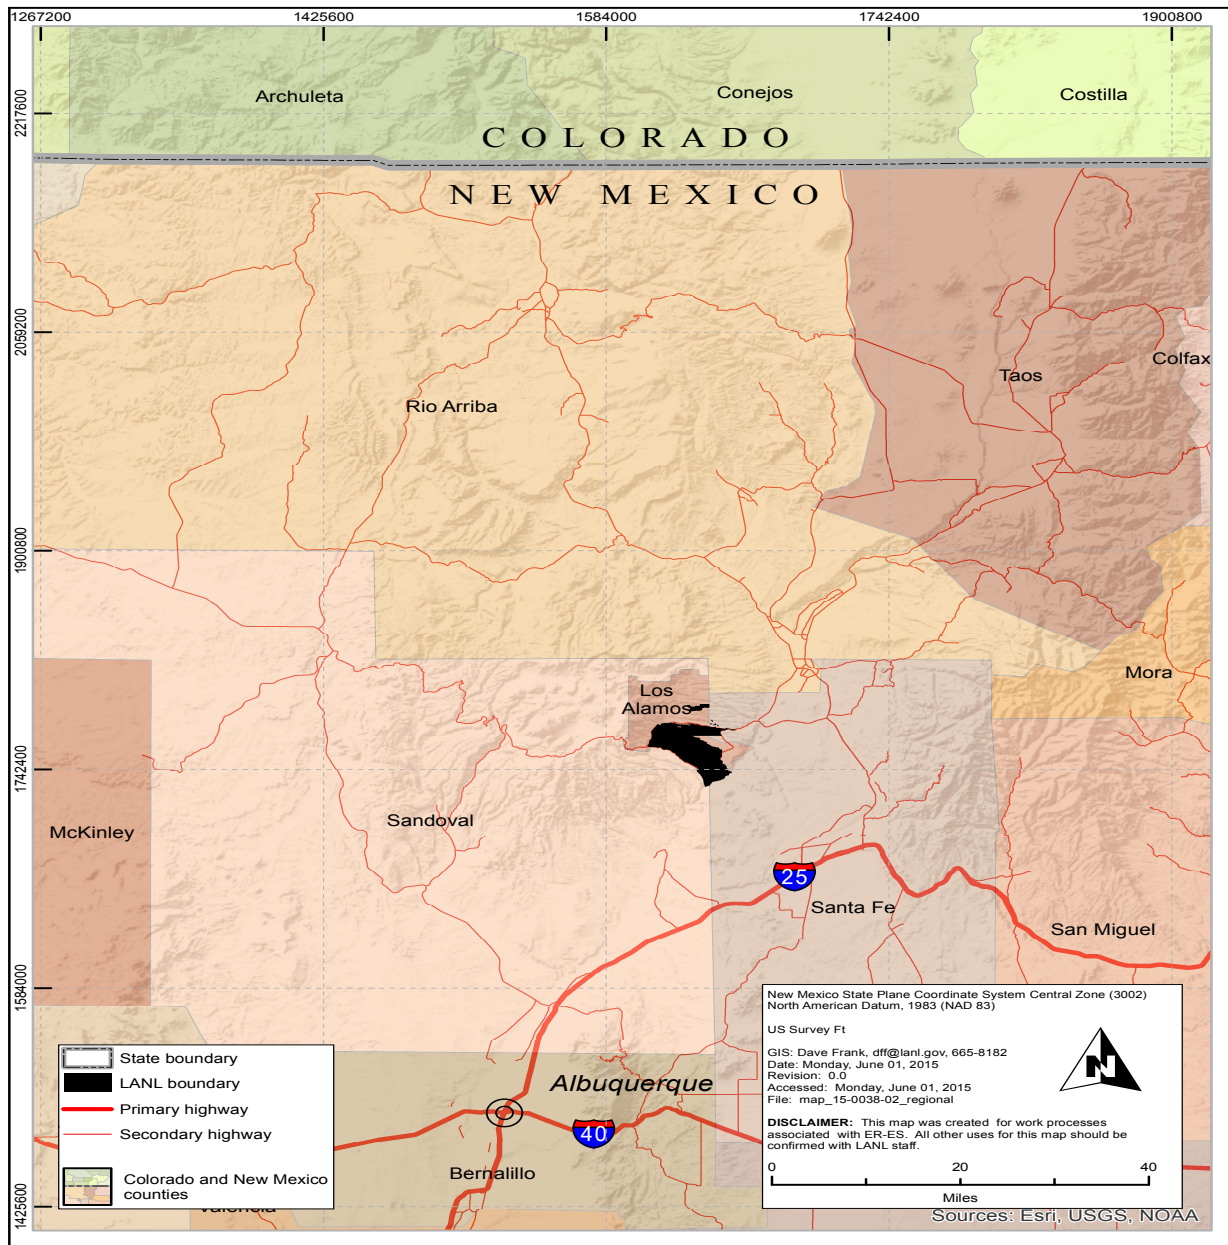 1267200 1425600 1584000 1742400 1900800
2217600
2059200
1900800
1742400
1584000
1425600
Archuleta
Conejos
Costilla
COLORADO
NEW MEXICO
Colfax
Taos
Rio Arriba
Mora
Los
Alamos
McKinley
Sandoval
25
Santa Fe
San Miguel
Albuquerque
40
Bernalillo
Valencia
State boundary
LANL boundary
Primary highway
Secondary highway
Colorado and New Mexico
counties
New Mexico State Plane Coordinate System Central Zone (3002)
North American Datum, 1983 (NAD 83)
US Survey Ft
GIS: Dave Frank, dff@lanl.gov, 665-8182
Date: Monday, June 01, 2015
Revision: 0.0
Accessed: Monday, June 01, 2015
File: map_15-0038-02_regional
N
DISCLAIMER: This map was created for work processes
associated with ER-ES. All other uses for this map should be
confirmed with LANL staff.
0 20 40
Miles
Sources: Esri, USGS, NOAA